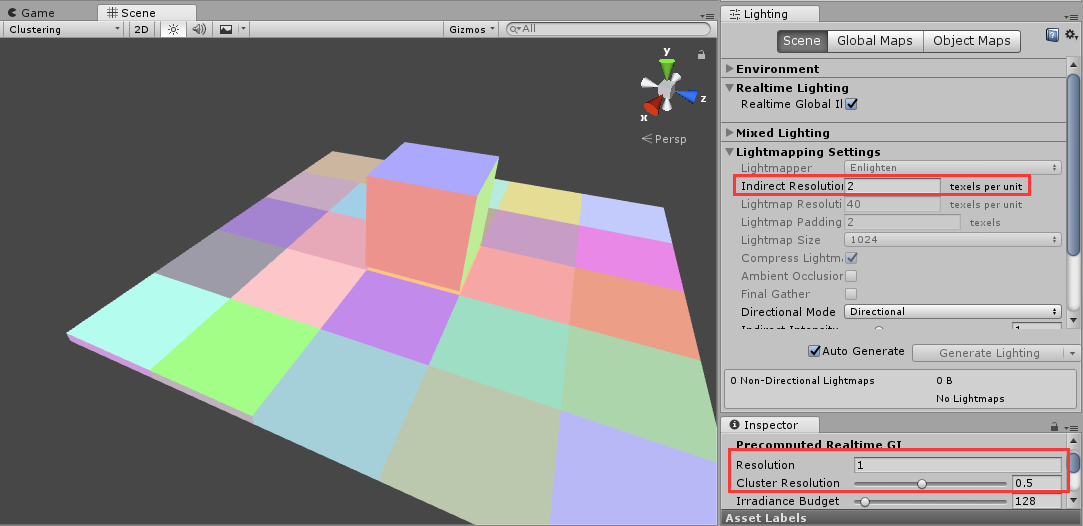 Game
Scene
Clustering
2D
Gizmos
All
y
z
x
Persp
Lighting
Scene
Global Maps
Object Maps
Environment
Realtime Lighting
Realtime Global Il
Mixed Lighting
Lightmapping Settings
Lightmapper
Enlighten
Indirect Resolution 2 texels per unit
Lightmap Resoluti 40 texels per unit
Lightmap Padding 2 texels
Lightmap Size 1024
Compress Lightm
Ambient Occlusion
Final Gather
Directional Mode Directional
Indirect Intensity 1
Auto Generate
Generate Lighting
0 Non-Directional Lightmaps 0 B
No Lightmaps
Inspector
Precomputed Realtime GI
Resolution 1
Cluster Resolution 0.5
Irradiance Budget 128
Asset Labels